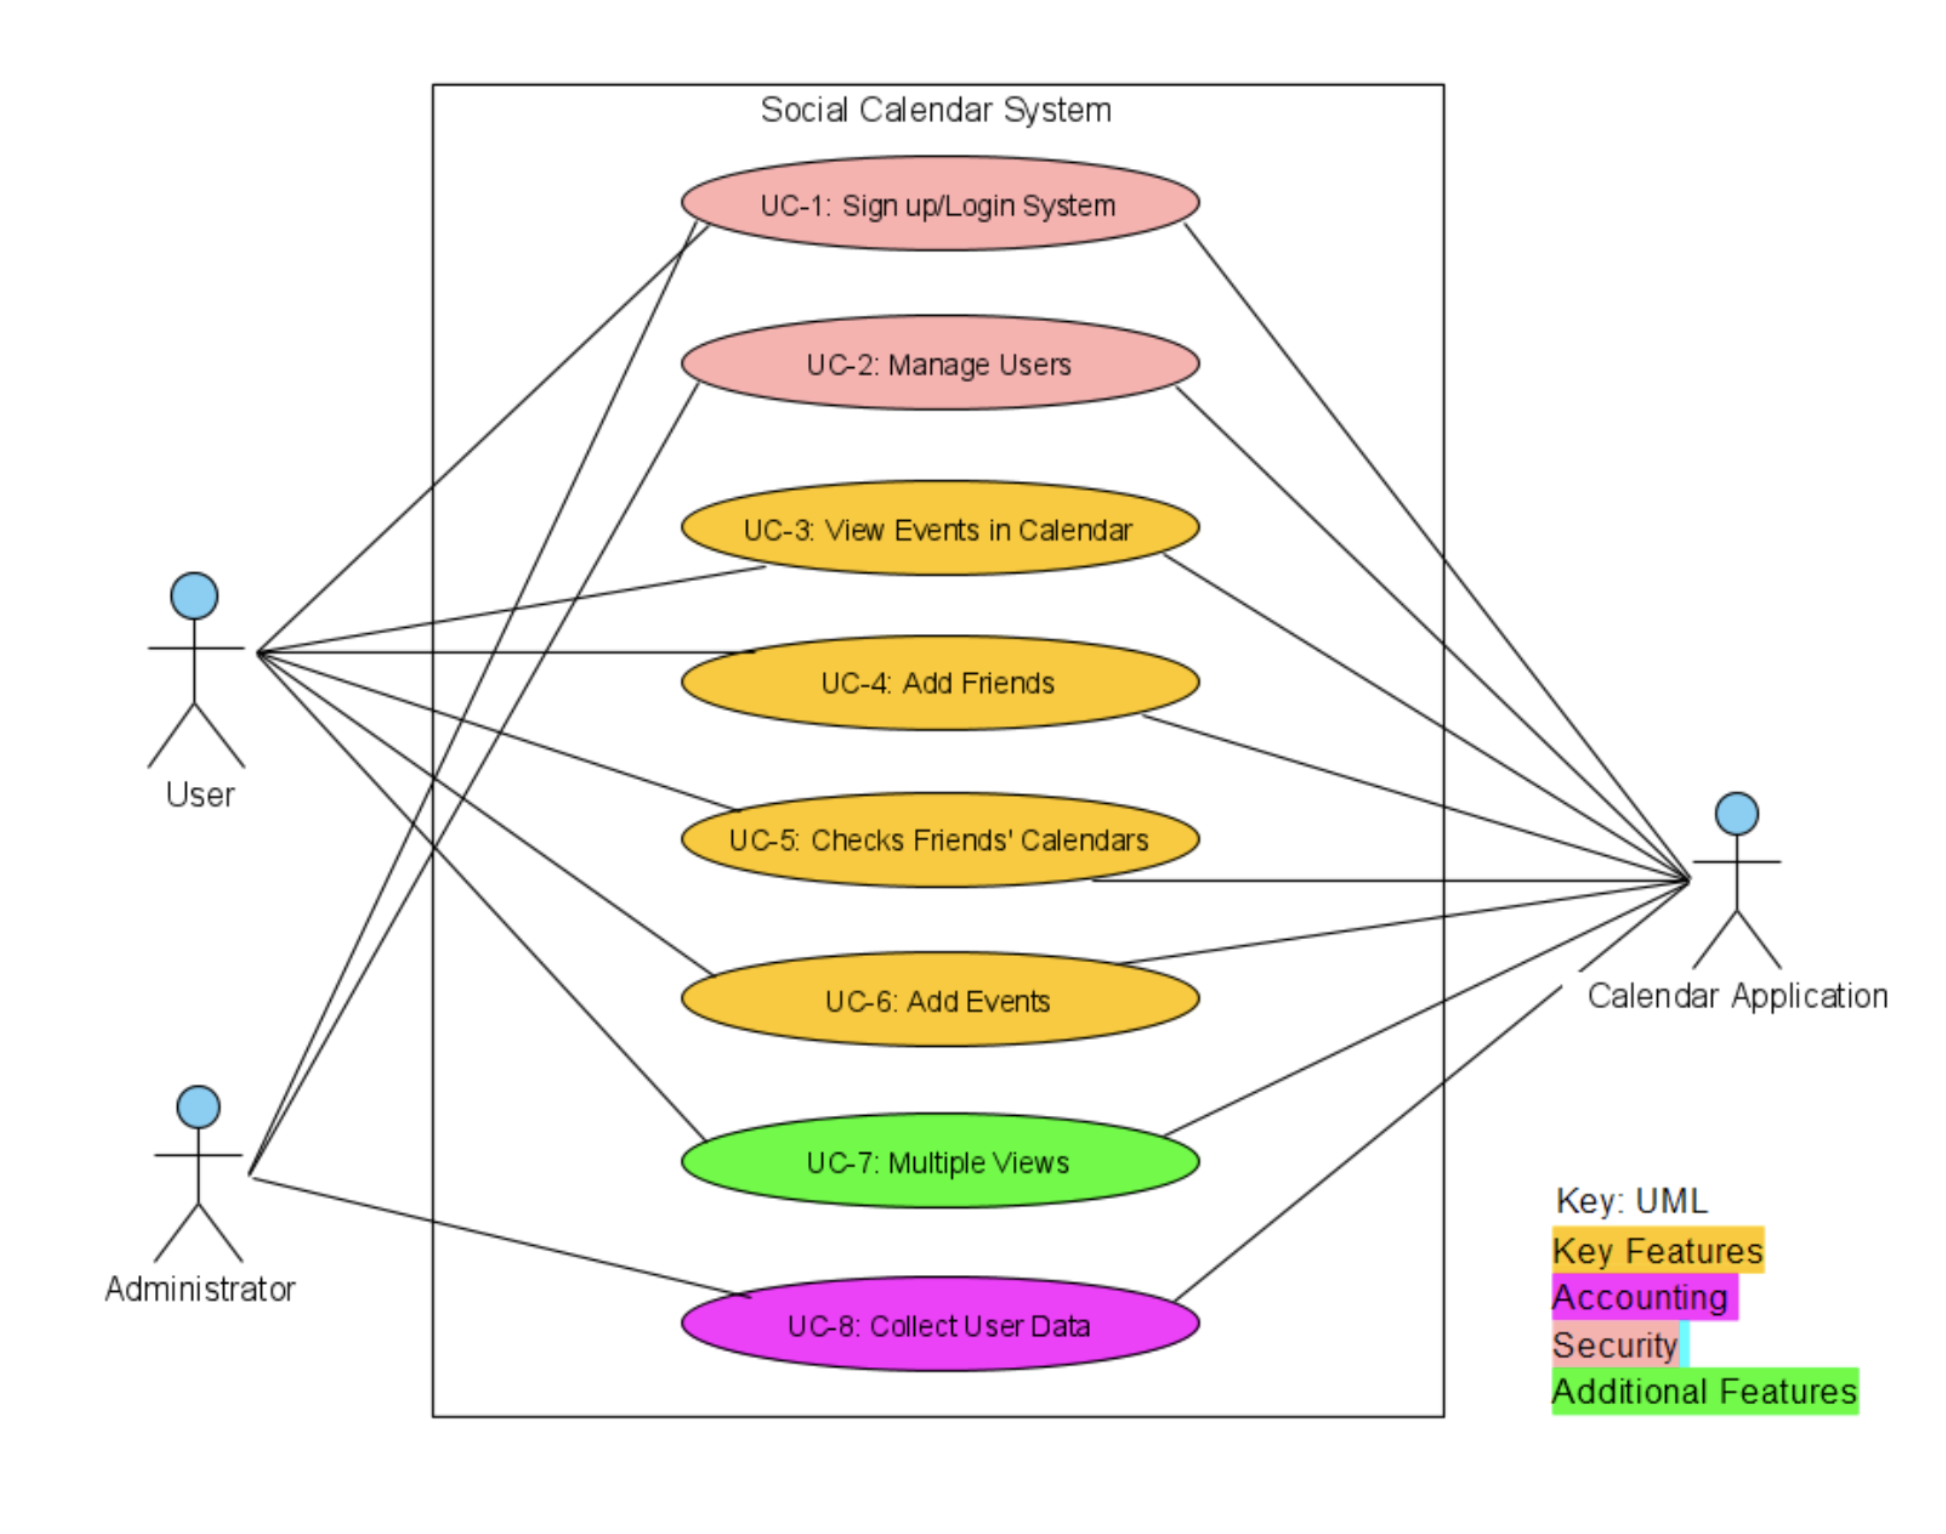 Social Calendar System
UC-1: Sign up/Login System
UC-2: Manage Users
UC-3: View Events in Calendar
UC-4: Add Friends
User
UC-5: Checks Friends' Calendars
UC-6: Add Events
Calendar Application
UC-7: Multiple Views
Administrator
UC-8: Collect User Data
Key: UML
Key Features
Accounting
Security
Additional Features